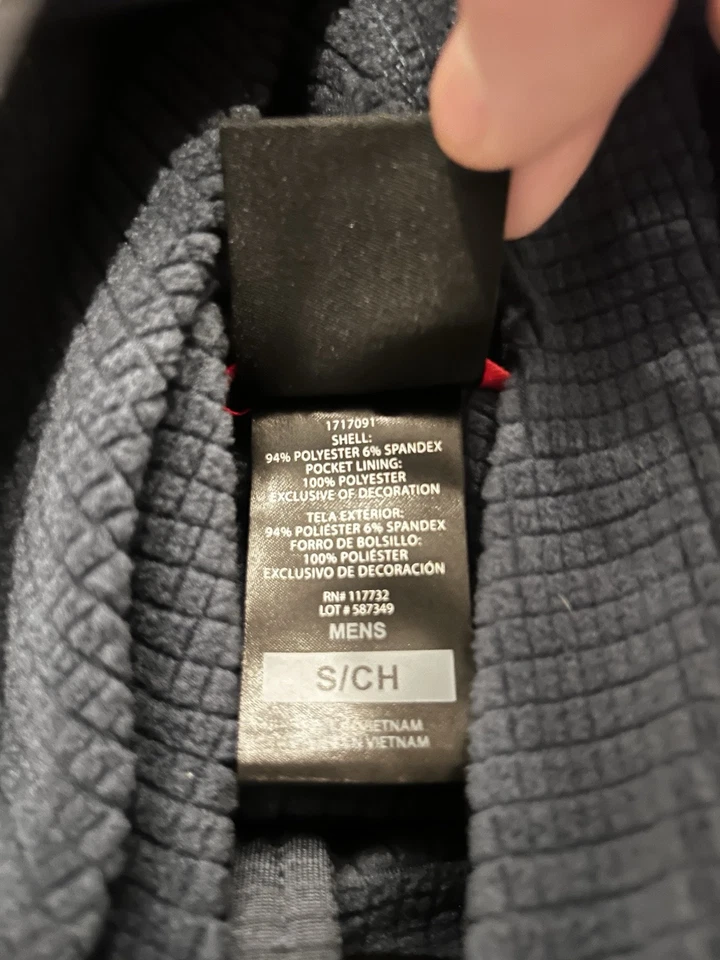 1717091
SHELL:
94% POLYESTER 6% SPANDEX
POCKET LINING:
100% POLYESTER
EXCLUSIVE OF DECORATION
TELA EXTERIOR:
94% POLIÉSTER 6% SPANDEX
FORRO DE BOLSILLO:
100% POLIÉSTER
EXCLUSIVO DE DECORACIÓN
RN# 117732
LOT # 587349
MENS
S/CH
VIETNAM
VIETNAM